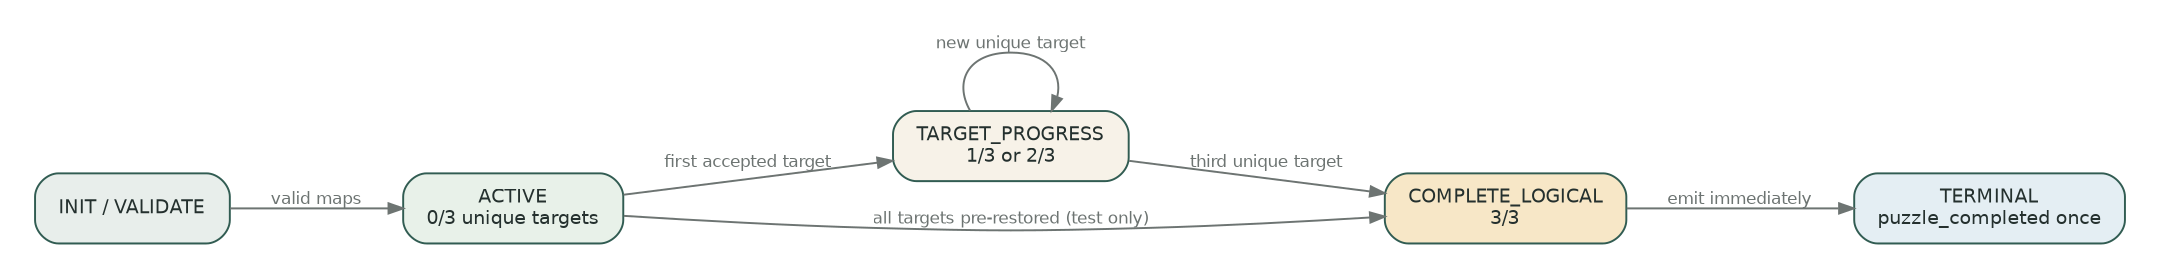 new unique target
TARGET_PROGRESS
1/3 or 2/3
first accepted target
third unique target
INIT / VALIDATE
valid maps
ACTIVE
0/3 unique targets
all targets pre-restored (test only)
COMPLETE_LOGICAL
3/3
emit immediately
TERMINAL
puzzle_completed once